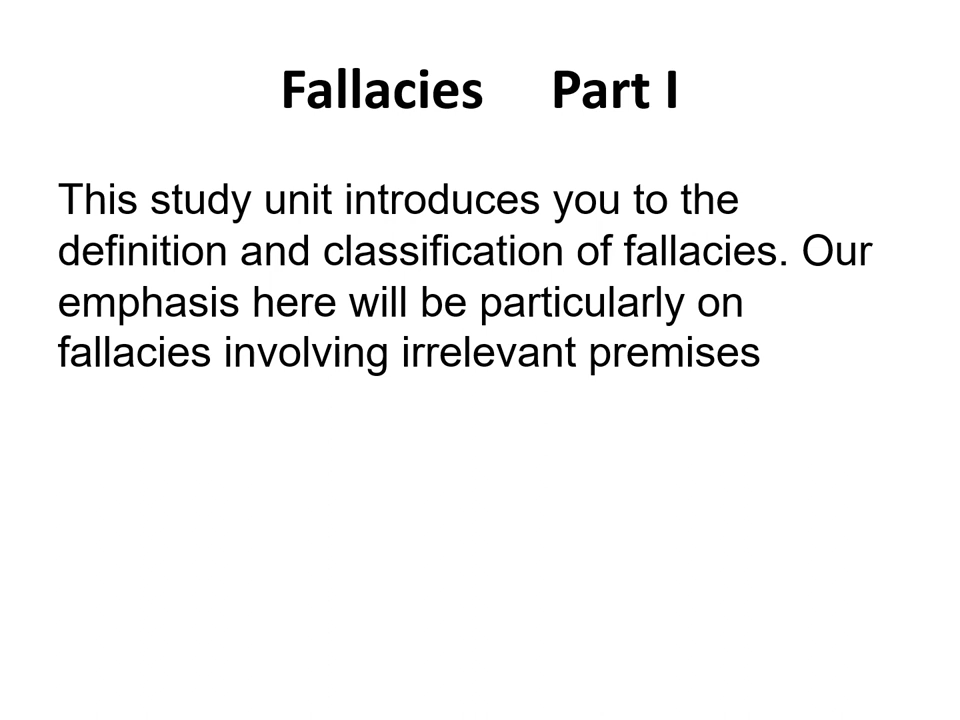 Fallacies    Part I
This study unit introduces you to the
definition and classification of fallacies. Our
emphasis here will be particularly on
fallacies involving irrelevant premises